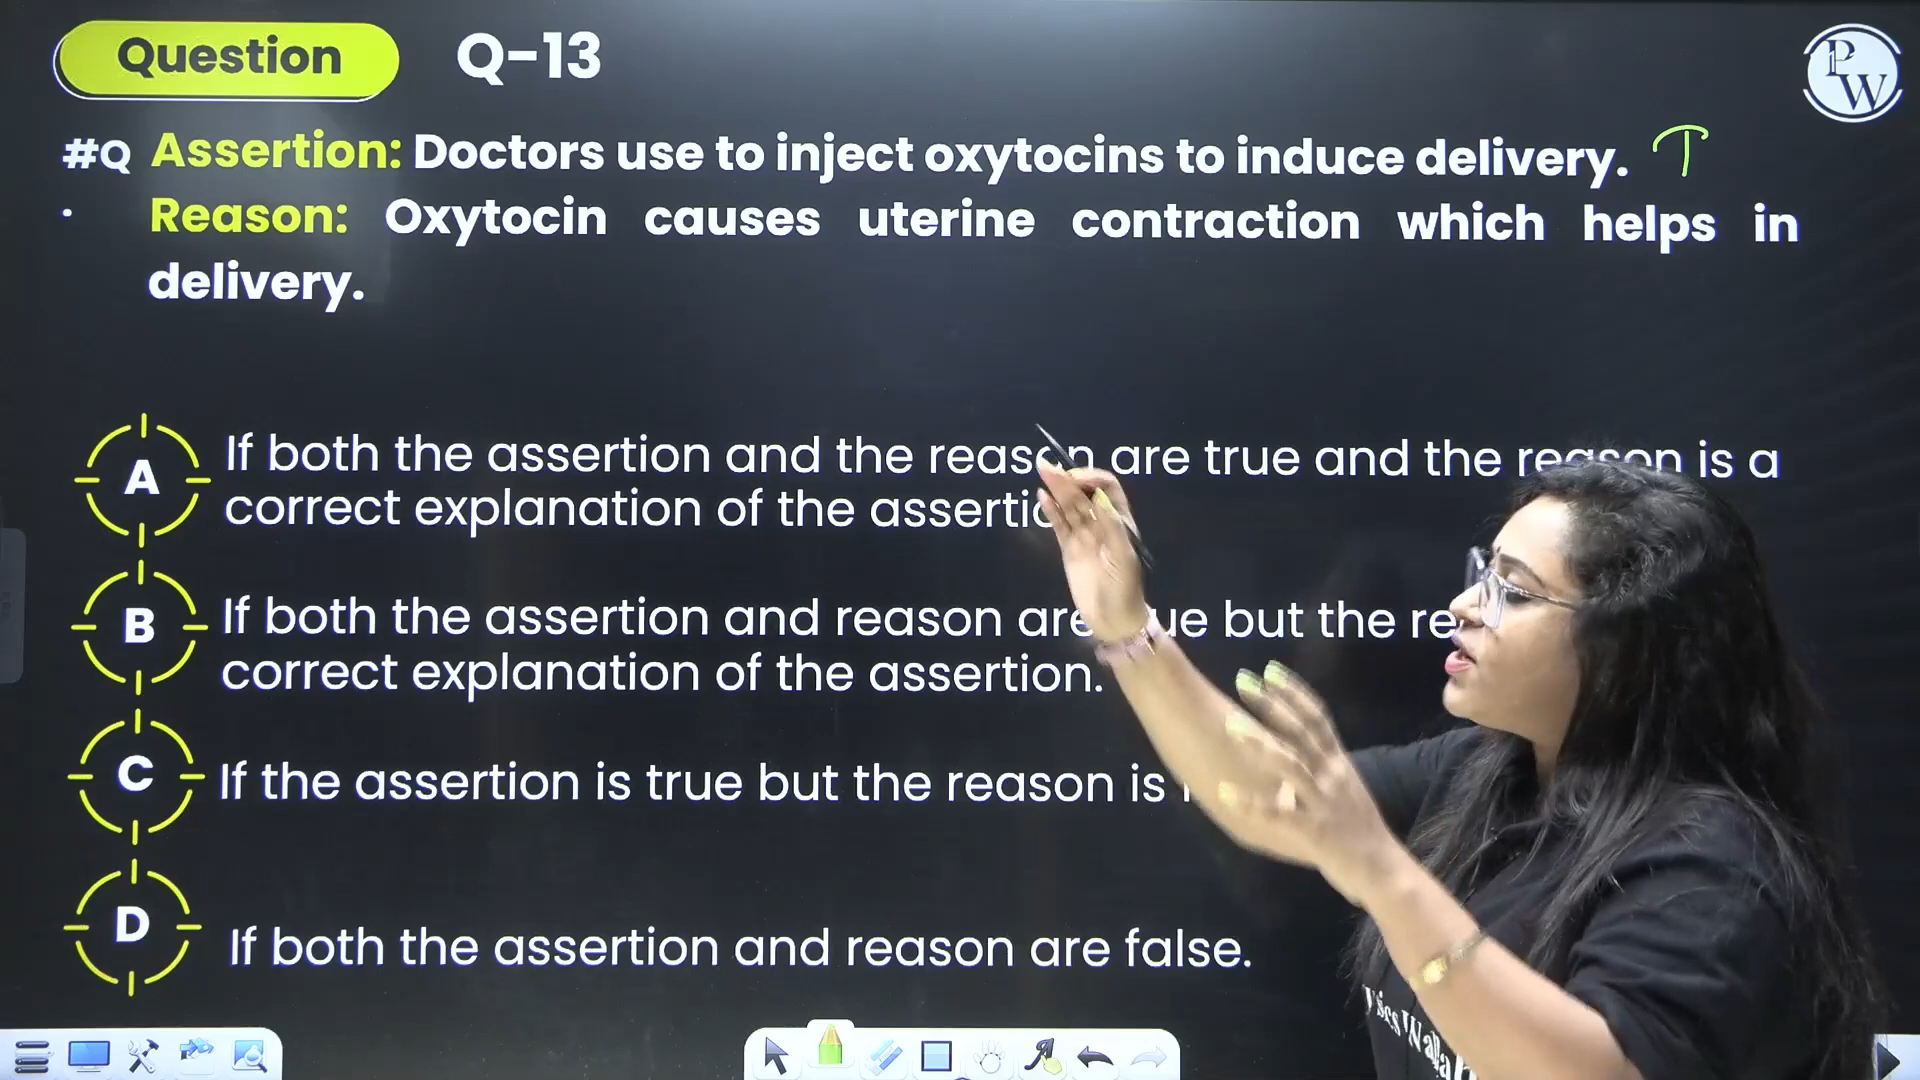 Question Q-13
PW
#Q Assertion: Doctors use to inject oxytocins to induce delivery. T
. Reason: Oxytocin causes uterine contraction which helps in
delivery.
A If both the assertion and the reason are true and the reason is a
correct explanation of the
B If both the assertion and reason are but the
correct explanation of the assertion.
C If the assertion is true but the reason is
D If both the assertion and reason are false.